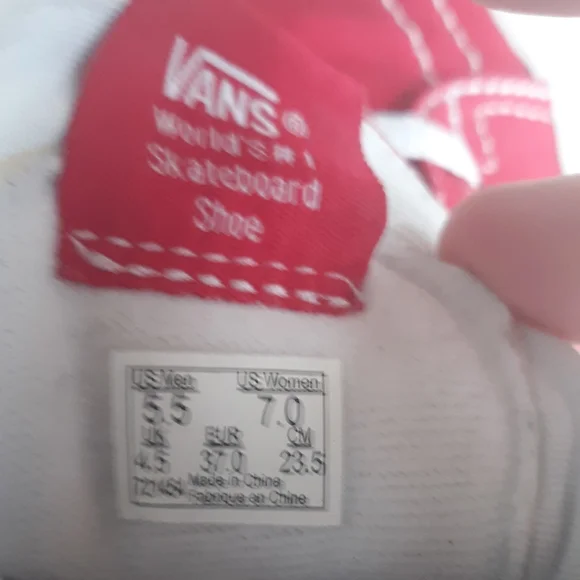 VANS®
World's #1
Skateboard
Shoe
US Men US Women
5.5 7.0
UK EUR CM
4.5 37.0 23.5
721454 Made in China
Fabriqué en Chine